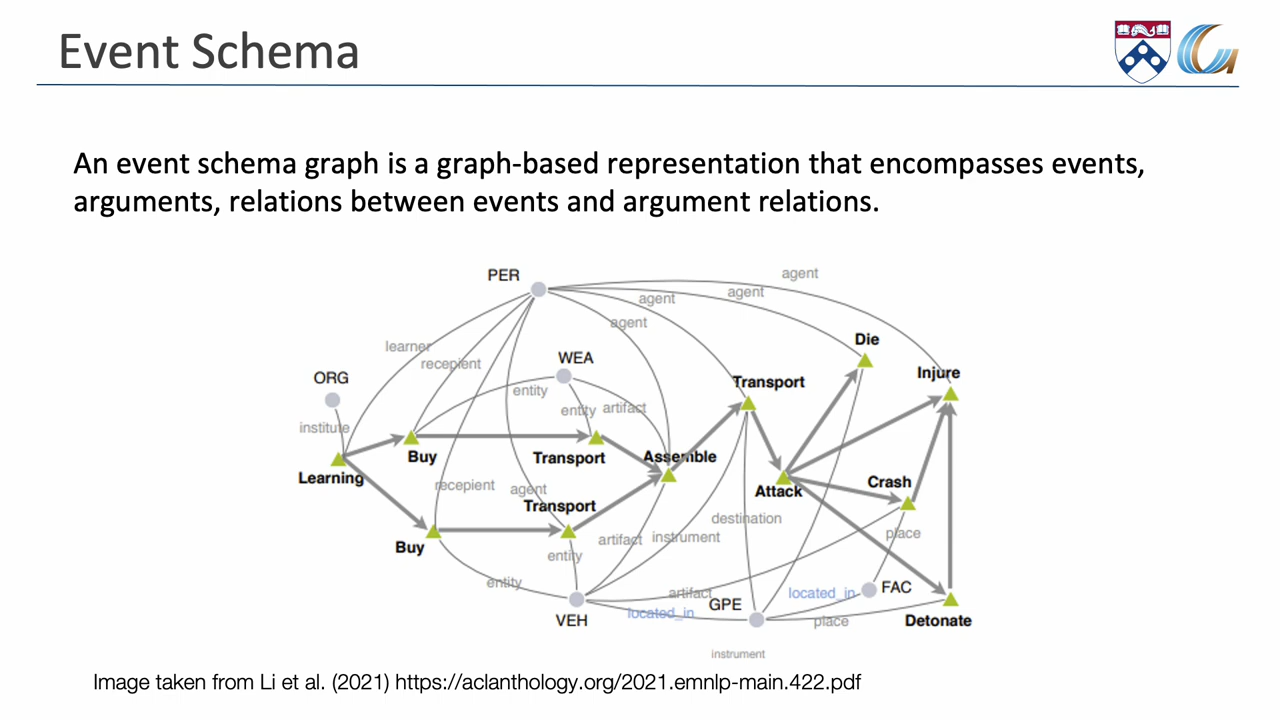 Event Schema
An event schema graph is a graph-based representation that encompasses events,
arguments, relations between events and argument relations.
PER
agent
agent
agent
agent
Die
learner
recepient
WEA
Transport
Injure
ORG
entity
entity
artifact
institute
Buy
Transport
Assemble
Learning
recepient
agent
Attack
Crash
Transport
destination
Buy
artifact
instrument
place
entity
entity
artifact
located_in
FAC
VEH
located_in
GPE
place
Detonate
instrument
Image taken from Li et al. (2021) https://aclanthology.org/2021.emnlp-main.422.pdf